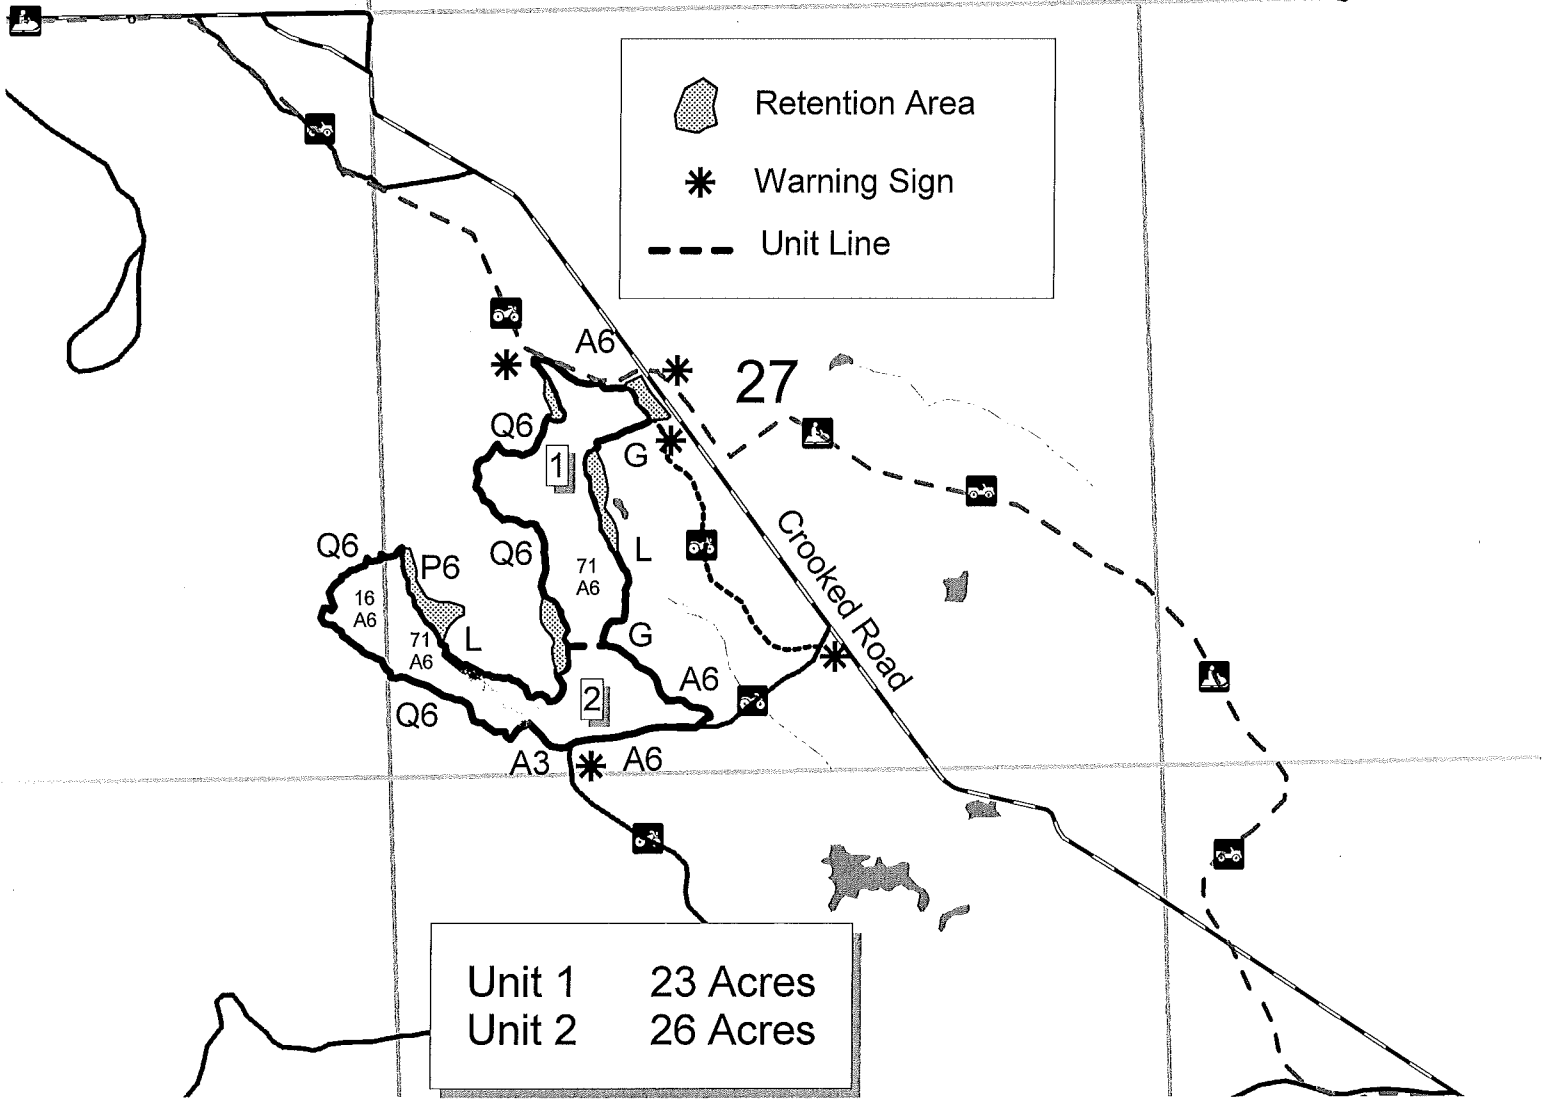 Retention Area
Warning Sign
Unit Line
A6
27
Q6
1
G
Crooked Road
Q6
P6
Q6
L
71
A6
16
A6
71
A6
L
G
A6
2
Q6
A3
A6
Unit 1 23 Acres
Unit 2 26 Acres